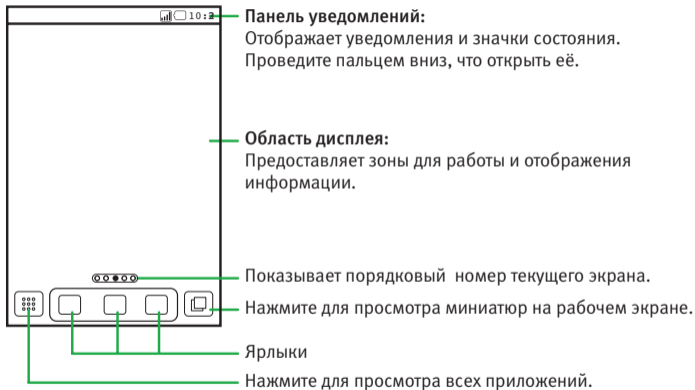 10:2
Панель уведомлений:
Отображает уведомления и значки состояния.
Проведите пальцем вниз, что открыть её.
Область дисплея:
Предоставляет зоны для работы и отображения
информации.
Показывает порядковый номер текущего экрана.
Нажмите для просмотра миниатюр на рабочем экране.
Ярлыки
Нажмите для просмотра всех приложений.